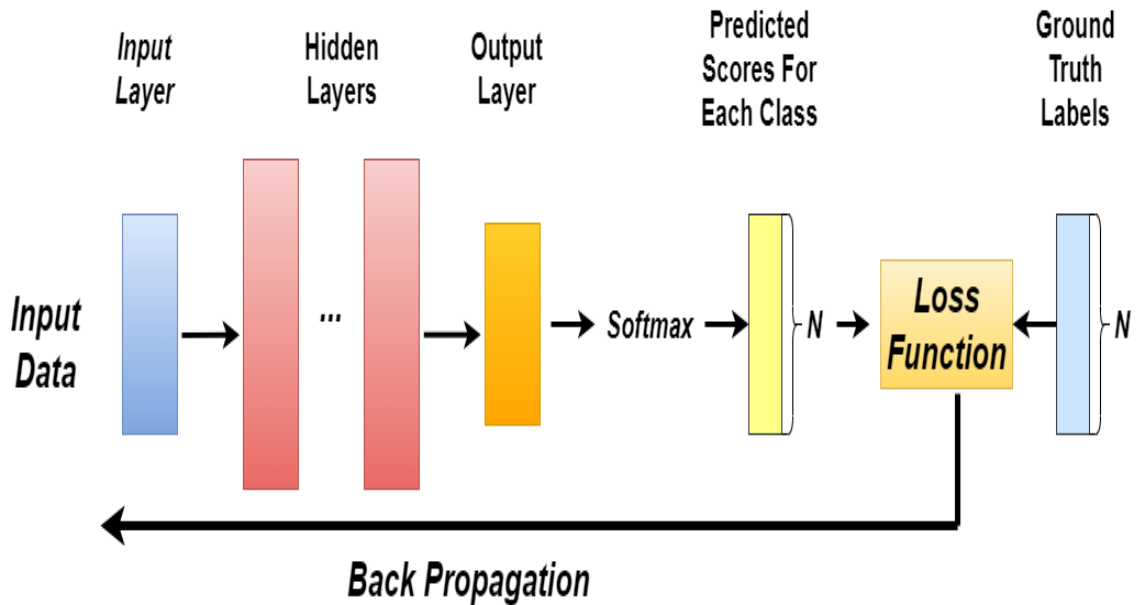 Input
Layer
Hidden
Layers
Output
Layer
Predicted
Scores For
Each Class
Ground
Truth
Labels
Input
Data
...
Softmax
N
Loss
Function
N
Back Propagation